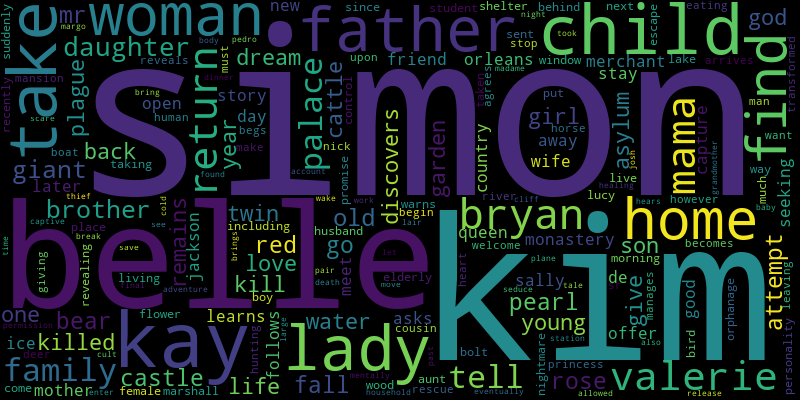 simon
belle
kim
kay
lady
father
child
woman
take
find
home
mama
bryan
return
palace
daughter
brother
family
valerie
giant
plague
dream
story
year
day
back
cattle
friend
orleans
merchant
god
girl
stay
asylum
away
wife
garden
discovers
country
attempt
seeking
capture
later
mr
new
since
student
shelter
behind
next
eating
suddenly
margo
pedro
night
took
stop
sent
window
lake
arrives
escape
transformed
man
want
way
much
personality
leaving
mansion
recently
reveals
body
must
upon
agrees
madame
put
horse
josh
healing
grandmother
open
human
begs
nick
control
promise
taking
boat
scare
bring
make
found
account
live
lucy
river
cliff
warns
begin
monastery
hears
however
baby
twin
old
remains
jackson
red
including
love
go
meet
husband
queen
welcome
son
morning
becomes
kill
killed
bear
one
living
boy
elderly
pair
death
move
pearl
sally
de
give
manages
good
bird
orphanage
young
offer
tell
rose
water
learns
asks
cousin
follows
large
fall
life
castle
mother
ice
deer
cult
flower
female
marshall
enter
come
hunting
mentally
wood
household
aunt
rescue
bolt
nightmare
princess
station
plane
tale
seduce
also
heart
eventually
allowed
release
permission
final
adventure
save
see
cold
thief
wake
work
lair
place
break
captive
time
giving
revealing
brings